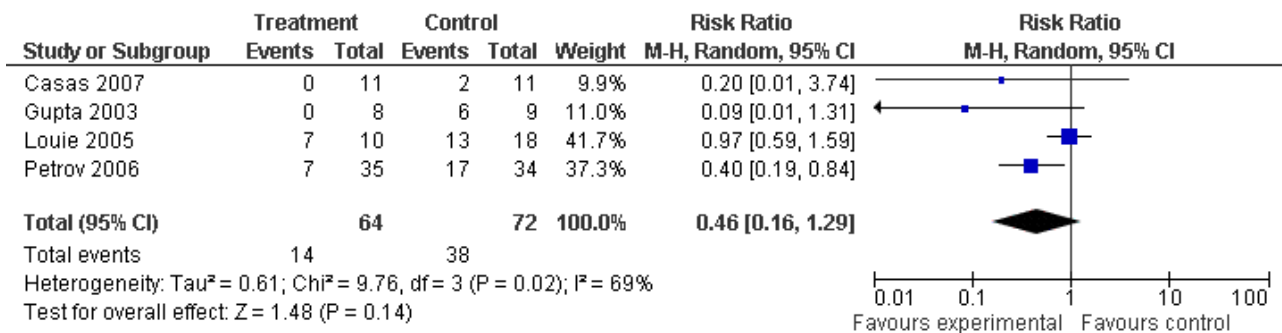 Treatment Control Risk Ratio Risk Ratio
Study or Subgroup Events Total Events Total Weight M-H, Random, 95% CI M-H, Random, 95% CI
Casas 2007 0 11 2 11 9.9% 0.20 [0.01, 3.74]
Gupta 2003 0 8 6 9 11.0% 0.09 [0.01, 1.31]
Louie 2005 7 10 13 18 41.7% 0.97 [0.59, 1.59]
Petrov 2006 7 35 17 34 37.3% 0.40 [0.19, 0.84]
Total (95% CI) 64 72 100.0% 0.46 [0.16, 1.29]
Total events 14 38
Heterogeneity: Tau² = 0.61; Chi² = 9.76, df = 3 (P = 0.02); I² = 69%
Test for overall effect: Z = 1.48 (P = 0.14)
0.01 0.1 1 10 100
Favours experimental Favours control